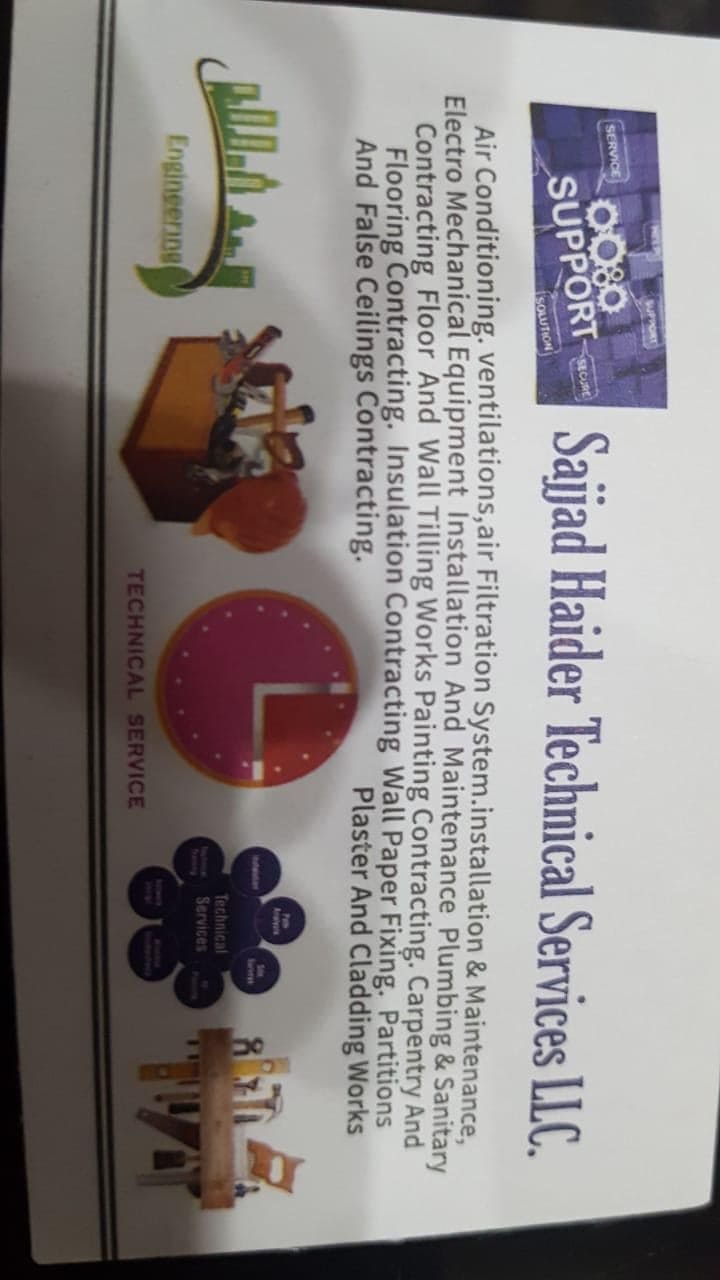 SERVICE
SUPPORT
SUPPORT
SECURE
SOLUTION
Sajjad Haider Technical Services LLC.
Air Conditioning. ventilations,air Filtration System.installation & Maintenance,
Electro Mechanical Equipment Installation And Maintenance Plumbing & Sanitary
Contracting Floor And Wall Tilling Works Painting Contracting. Carpentry And
Flooring Contracting. Insulation Contracting Wall Paper Fixing. Partitions
And False Ceilings Contracting. Plaster And Cladding Works
Engineering
TECHNICAL SERVICE
Technical
Services